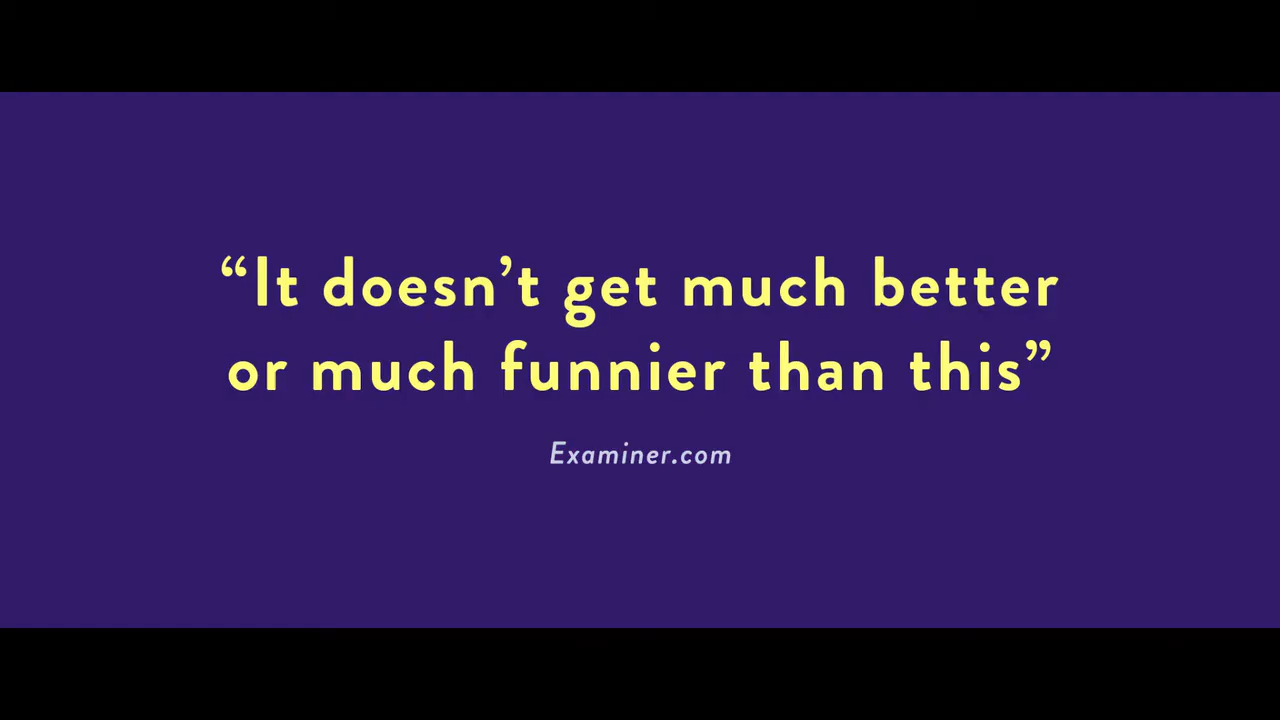 “It doesn’t get much better
or much funnier than this”
Examiner.com